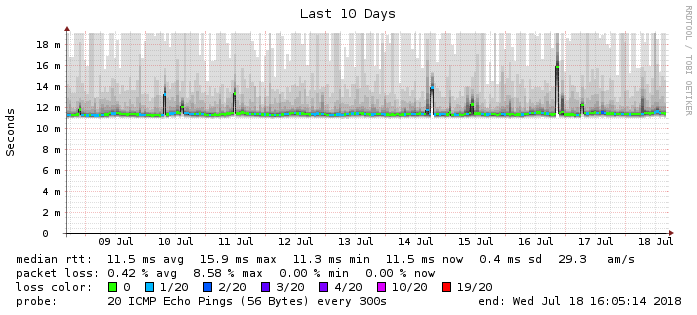 Last 10 Days
RRDTOOL / TOBI OETIKER
Seconds
18 m
16 m
14 m
12 m
10 m
8 m
6 m
4 m
2 m
0
09 Jul 10 Jul 11 Jul 12 Jul 13 Jul 14 Jul 15 Jul 16 Jul 17 Jul 18 Jul
median rtt: 11.5 ms avg 15.9 ms max 11.3 ms min 11.5 ms now 0.4 ms sd 29.3 am/s
packet loss: 0.42 % avg 8.58 % max 0.00 % min 0.00 % now
loss color: 0 1/20 2/20 3/20 4/20 10/20 19/20
probe: 20 ICMP Echo Pings (56 Bytes) every 300s end: Wed Jul 18 16:05:14 2018